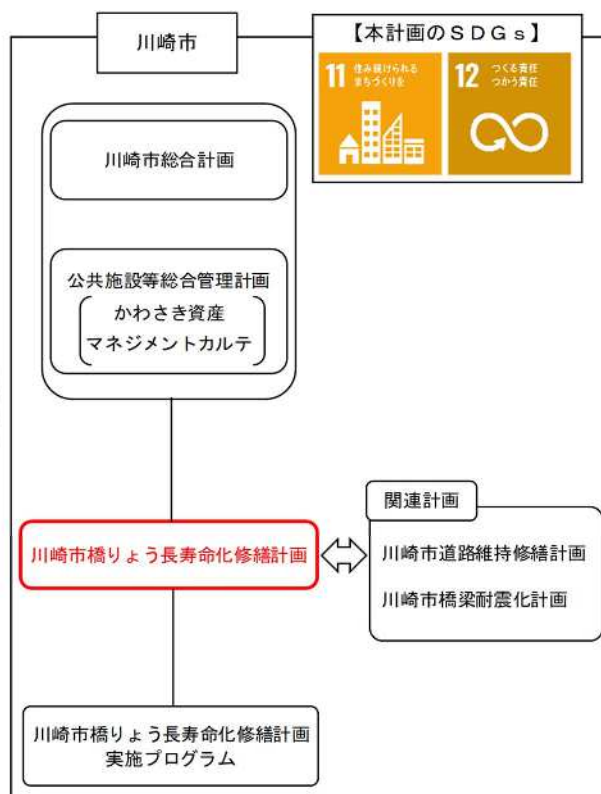 川崎市
【本計画のＳＤＧｓ】
11 住み続けられる
まちづくりを
12 つくる責任
つかう責任
川崎市総合計画
公共施設等総合管理計画
かわさき資産
マネジメントカルテ
川崎市橋りょう長寿命化修繕計画
関連計画
川崎市道路維持修繕計画
川崎市橋梁耐震化計画
川崎市橋りょう長寿命化修繕計画
実施プログラム